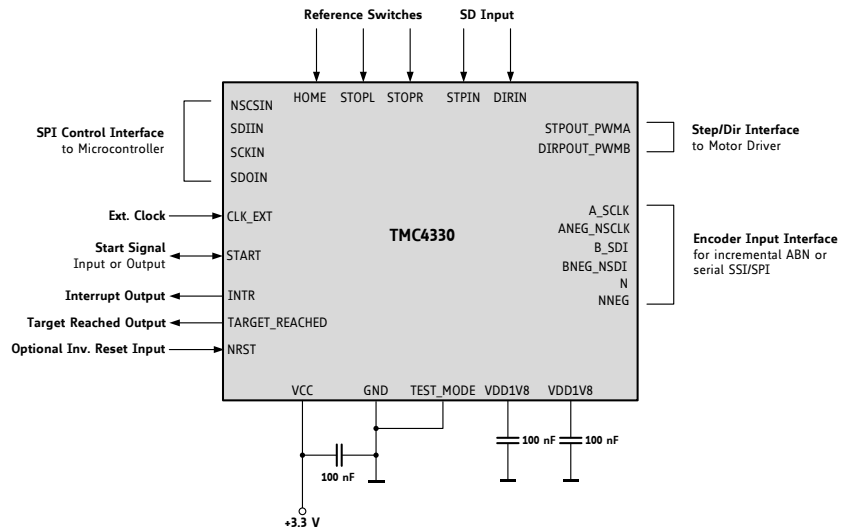 Reference Switches
SD Input
HOME STOPL STOPR STPIN DIRIN
NSCSIN
SDIIN
SCKIN
SDOIN
SPI Control Interface
to Microcontroller
STPOUT_PWMA
DIRPOUT_PWMB
Step/Dir Interface
to Motor Driver
Ext. Clock
CLK_EXT
Start Signal
Input or Output
START
Interrupt Output
INTR
Target Reached Output
TARGET_REACHED
Optional Inv. Reset Input
NRST
TMC4330
A_SCLK
ANEG_NSCLK
B_SDI
BNEG_NSDI
N
NNEG
Encoder Input Interface
for incremental ABN or
serial SSI/SPI
VCC GND TEST_MODE VDD1V8 VDD1V8
100 nF
100 nF
100 nF
+3.3 V